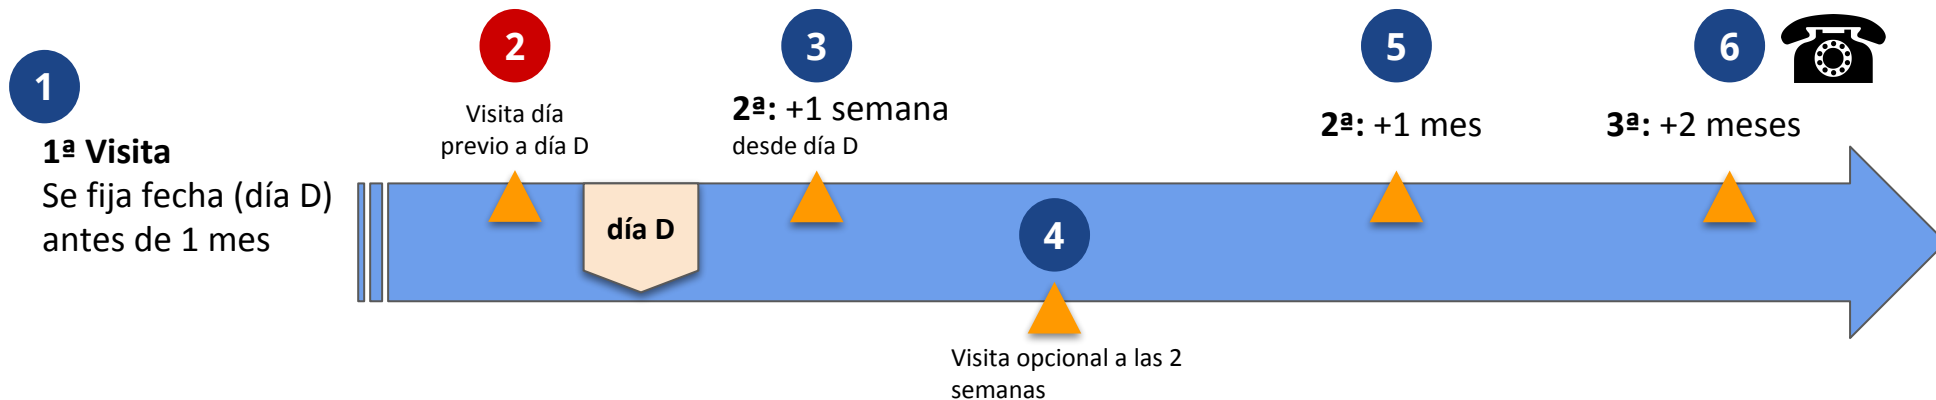 1
1ª Visita
Se fija fecha (día D)
antes de 1 mes
2
Visita día
previo a día D
día D
3
2ª: +1 semana
desde día D
4
Visita opcional a las 2
semanas
5
2ª: +1 mes
6
3ª: +2 meses